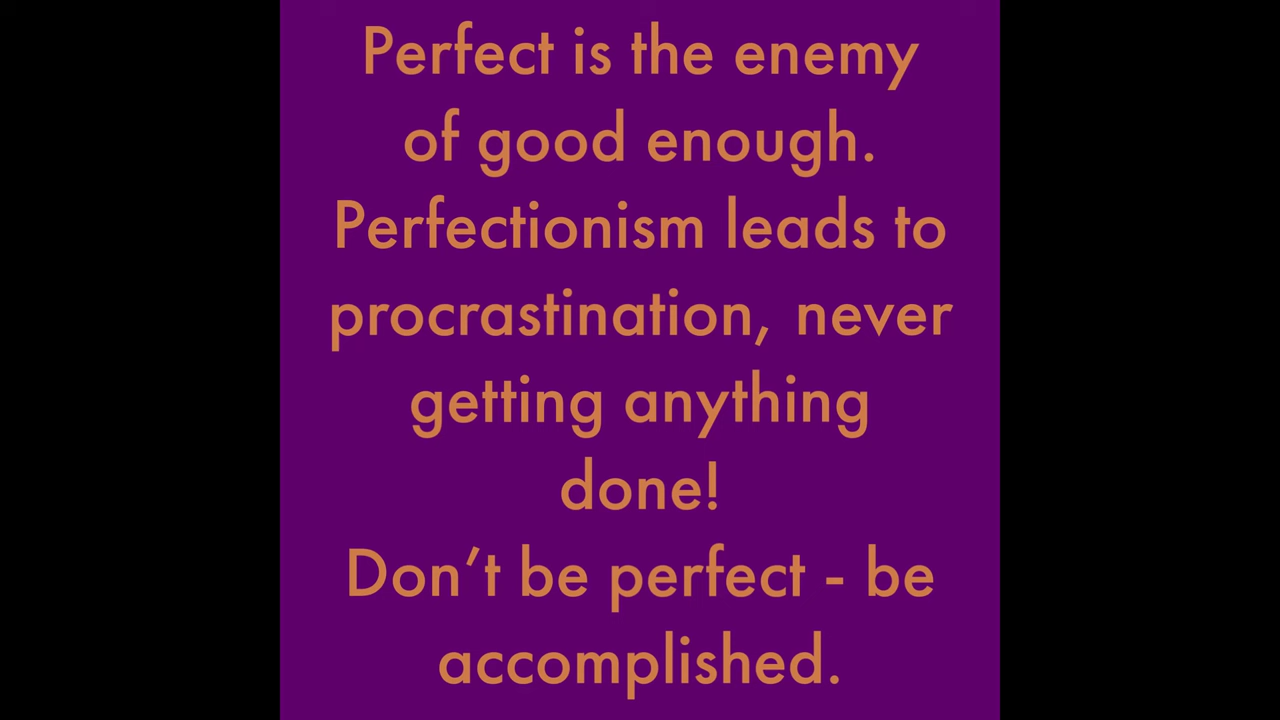 Perfect is the enemy
of good enough.
Perfectionism leads to
procrastination, never
getting anything
done!
Don’t be perfect - be
accomplished.